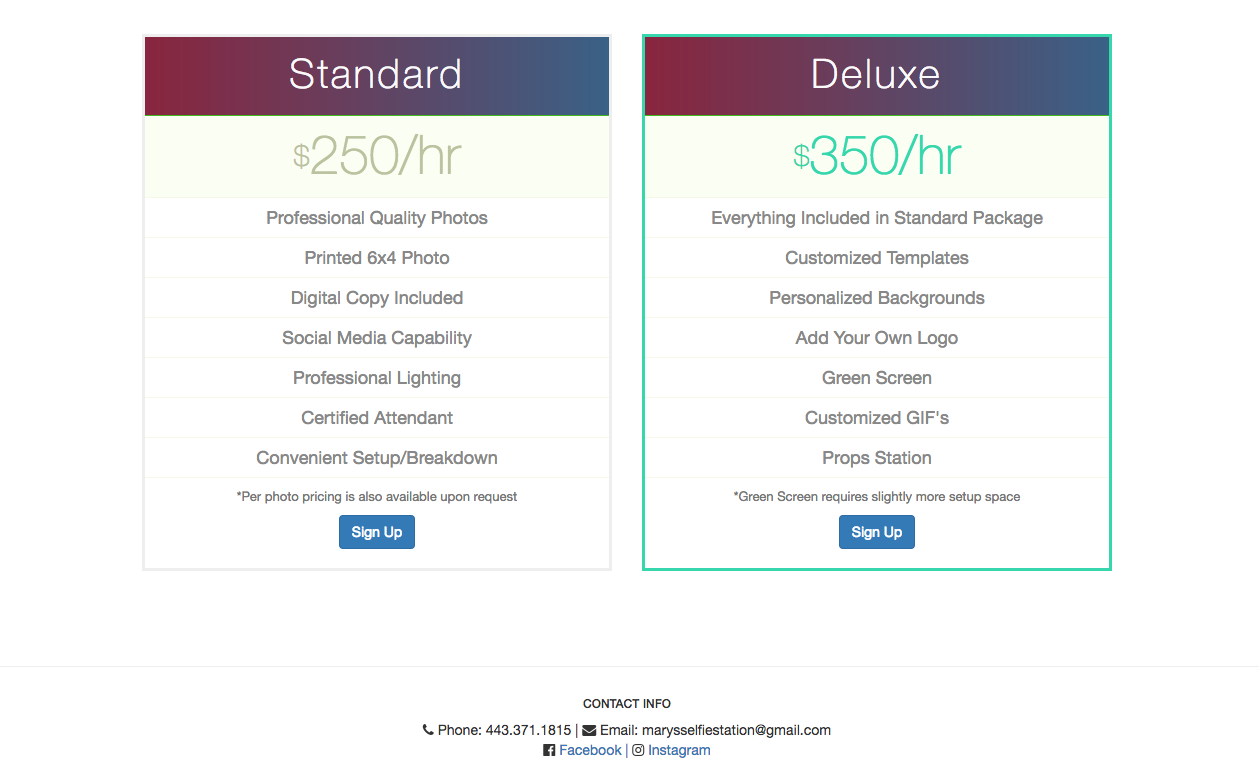 Standard
$250/hr
Professional Quality Photos
Printed 6x4 Photo
Digital Copy Included
Social Media Capability
Professional Lighting
Certified Attendant
Convenient Setup/Breakdown
*Per photo pricing is also available upon request
Sign Up
Deluxe
$350/hr
Everything Included in Standard Package
Customized Templates
Personalized Backgrounds
Add Your Own Logo
Green Screen
Customized GIF's
Props Station
*Green Screen requires slightly more setup space
Sign Up
CONTACT INFO
Phone: 443.371.1815 | Email: marysselfiestation@gmail.com
Facebook | Instagram